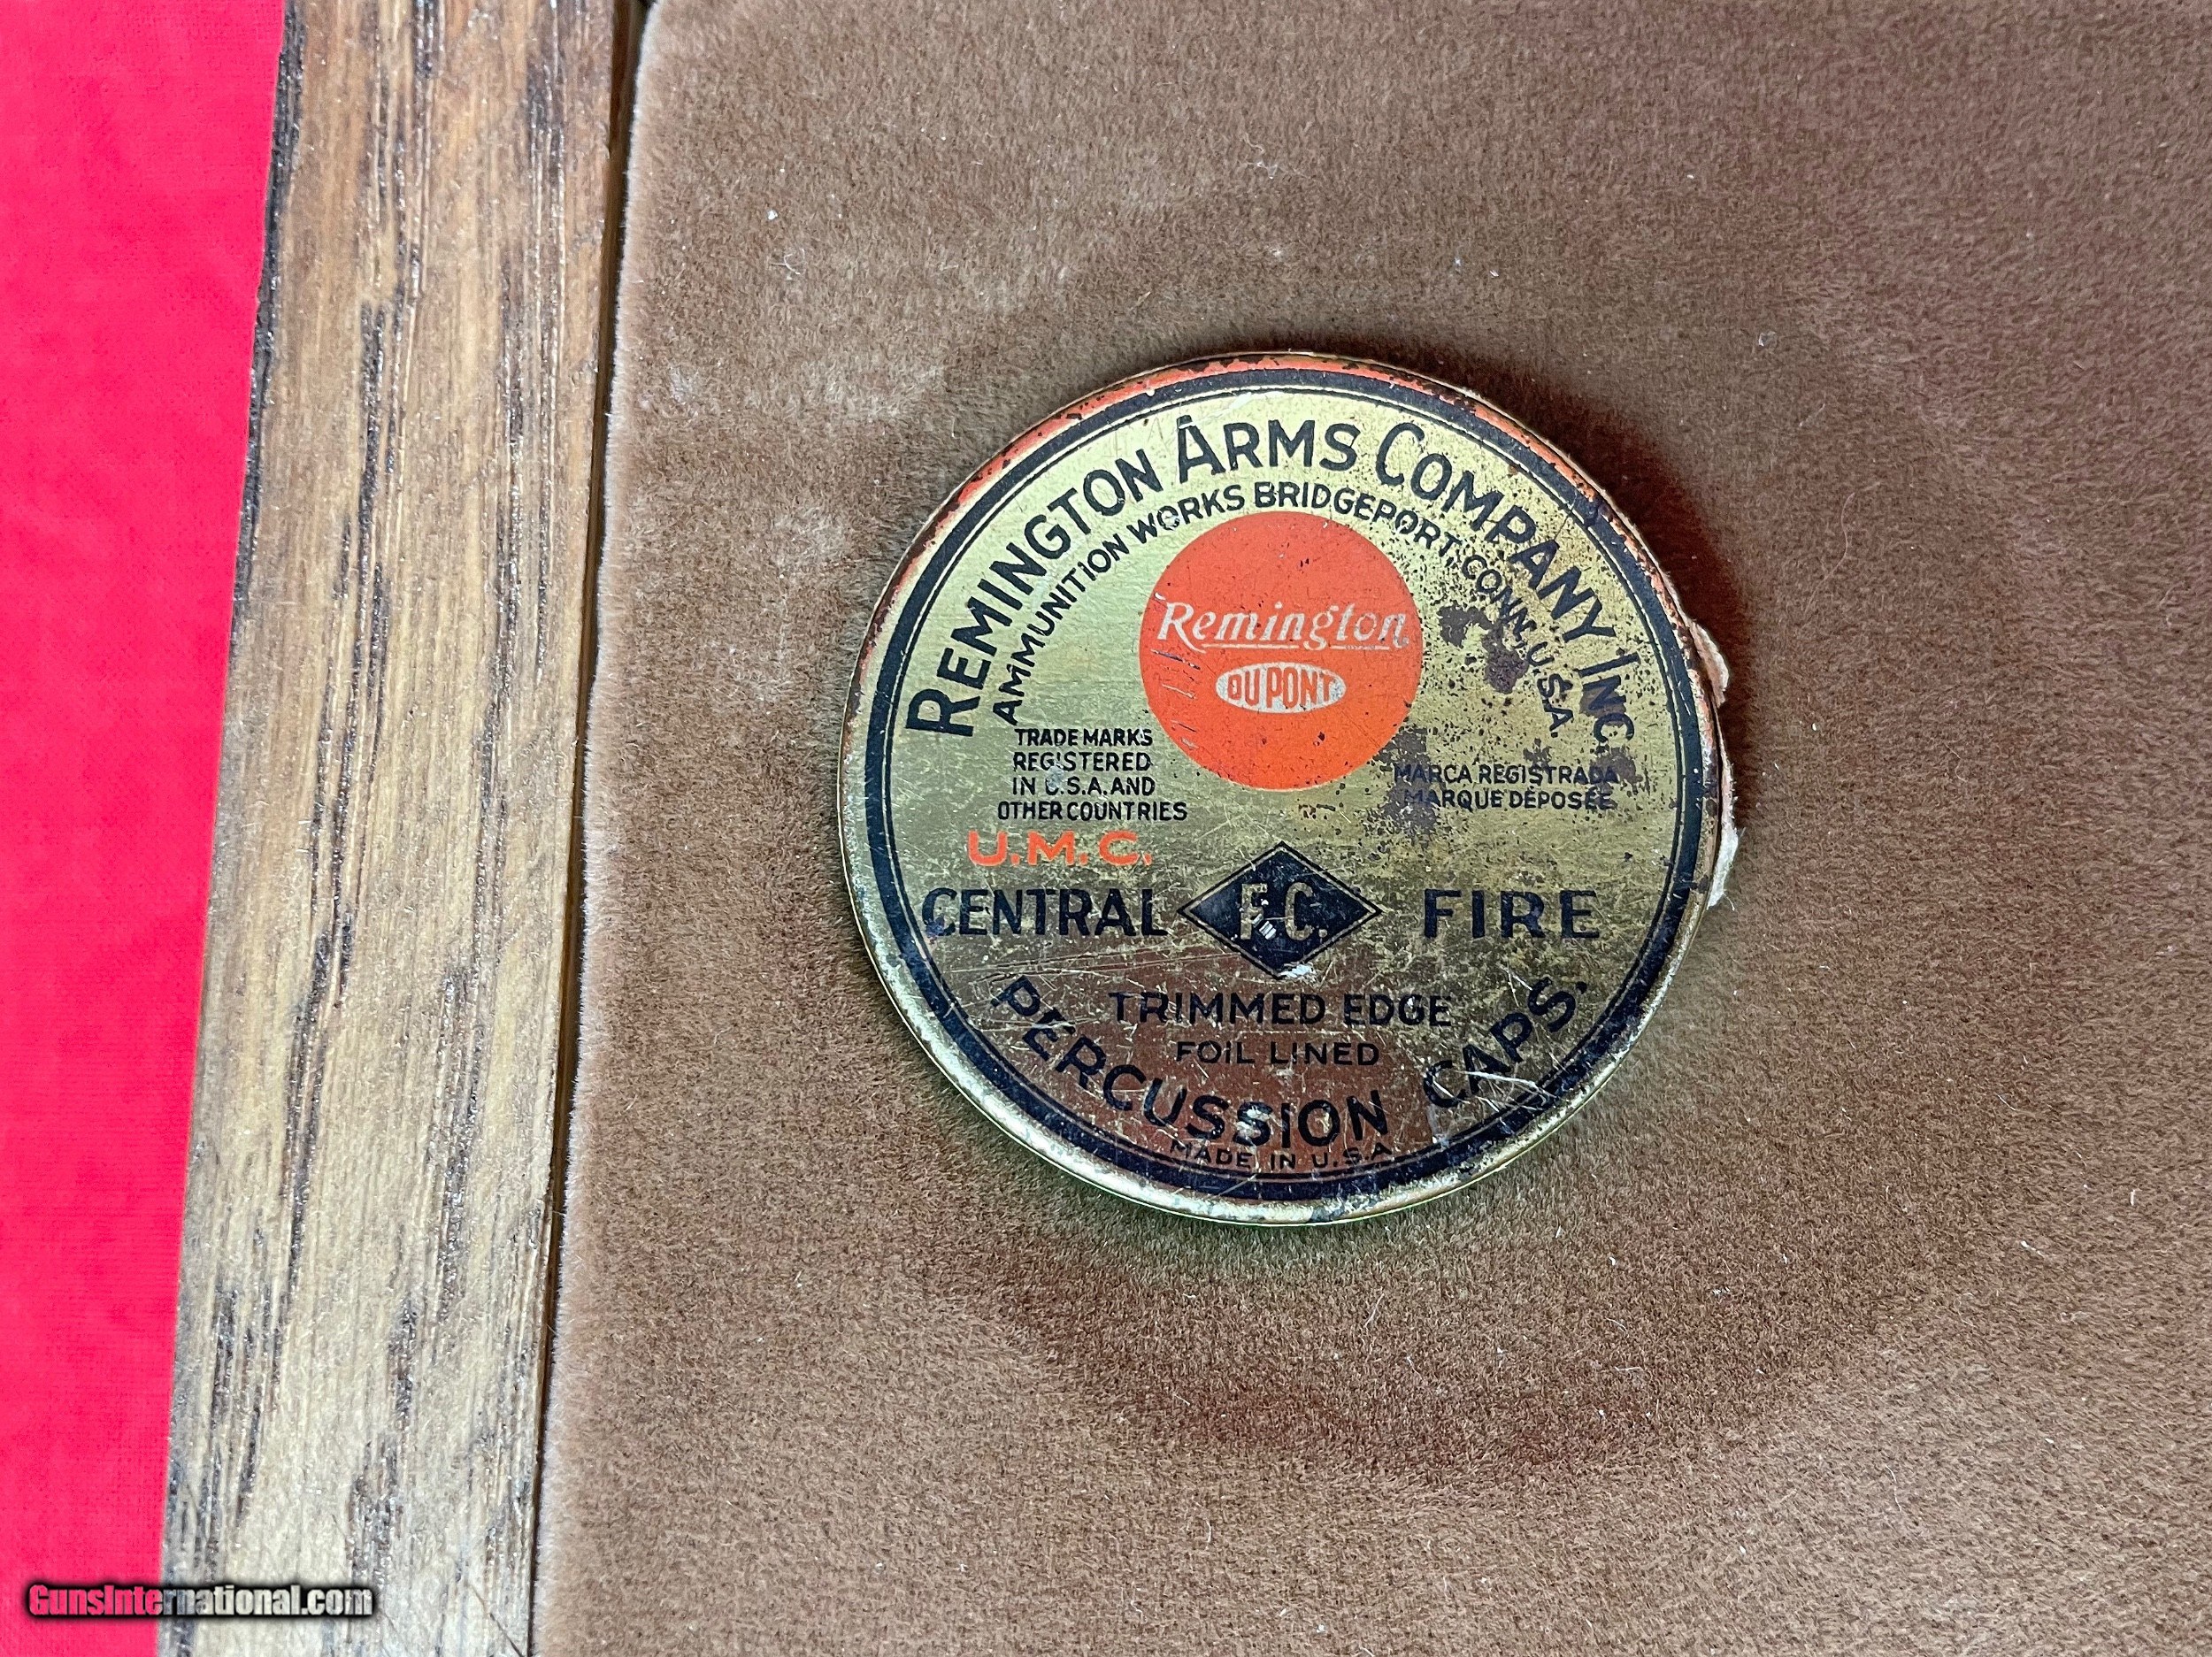 REMINGTON ARMS COMPANY INC.
AMMUNITION WORKS BRIDGEPORT, CONN. U.S.A.
Remington
DU PONT
TRADE MARKS
REGISTERED
IN U.S.A. AND
OTHER COUNTRIES
MARCA REGISTRADA
MARQUE DÉPOSÉE
U.M.C.
CENTRAL F.C. FIRE
TRIMMED EDGE
FOIL LINED
PERCUSSION CAPS.
MADE IN U.S.A.
GunsInternational.com